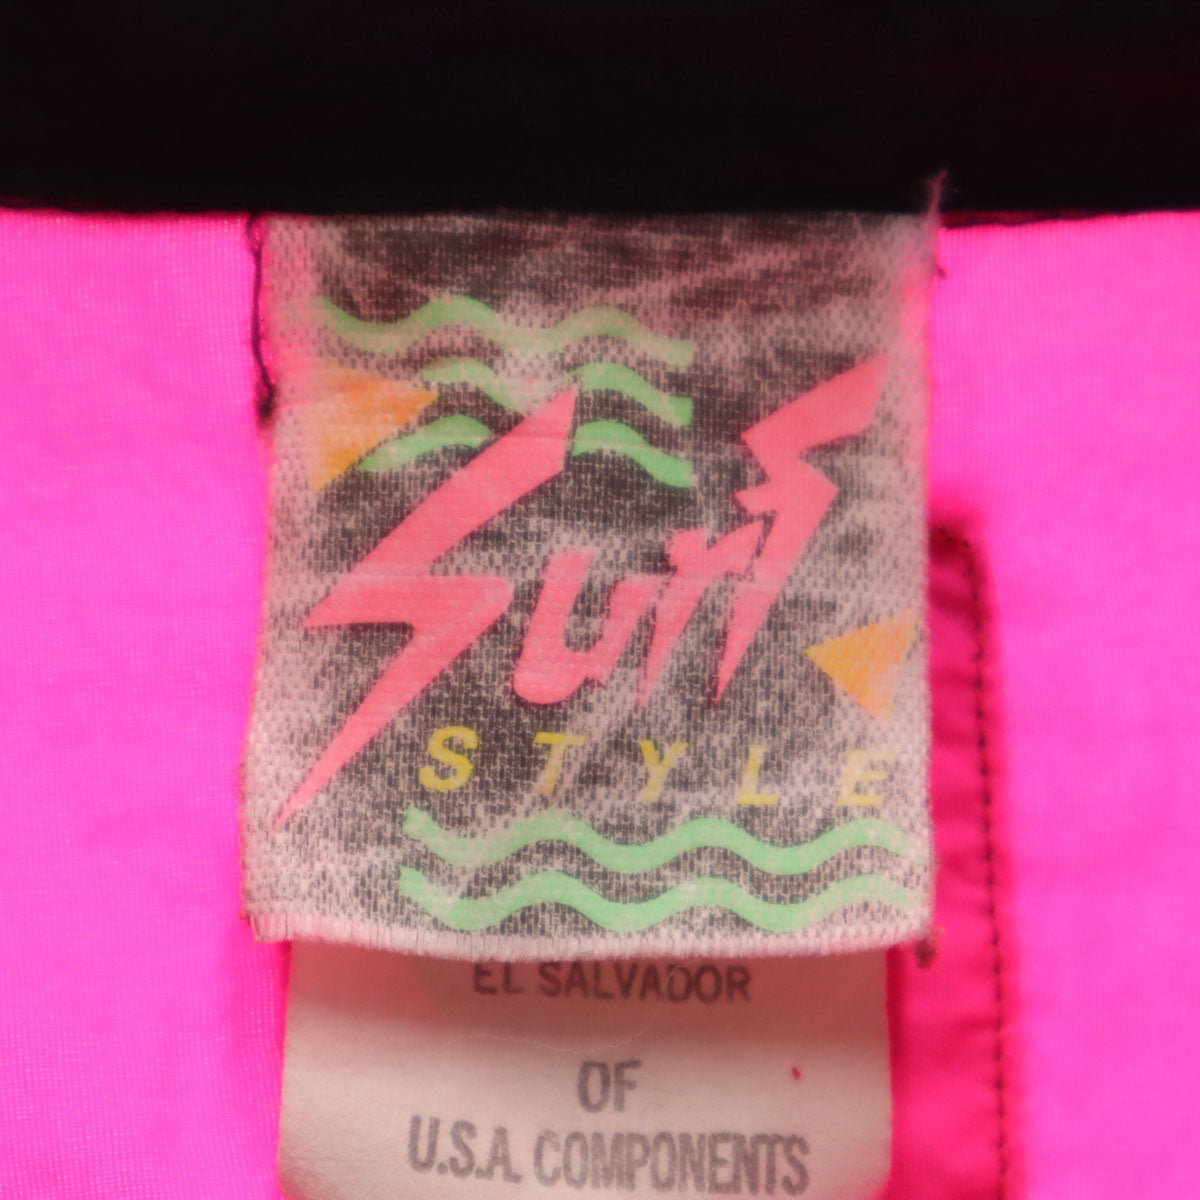 Surf
STYLE
EL SALVADOR
OF
U.S.A. COMPONENTS